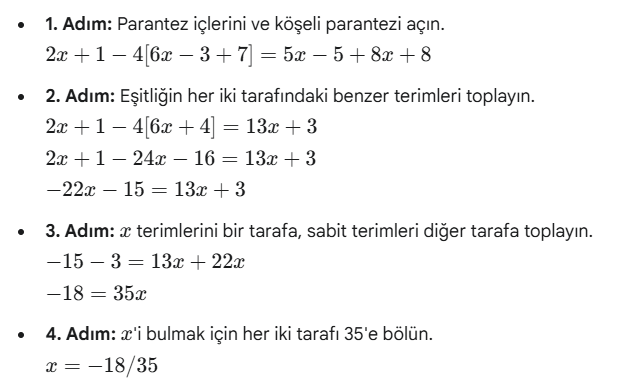 • 1. Adım: Parantez içlerini ve köşeli parantezi açın.
2x + 1 − 4[6x − 3 + 7] = 5x − 5 + 8x + 8
• 2. Adım: Eşitliğin her iki tarafındaki benzer terimleri toplayın.
2x + 1 − 4[6x + 4] = 13x + 3
2x + 1 − 24x − 16 = 13x + 3
−22x − 15 = 13x + 3
• 3. Adım: x terimlerini bir tarafa, sabit terimleri diğer tarafa toplayın.
−15 − 3 = 13x + 22x
−18 = 35x
• 4. Adım: x'i bulmak için her iki tarafı 35'e bölün.
x = −18/35